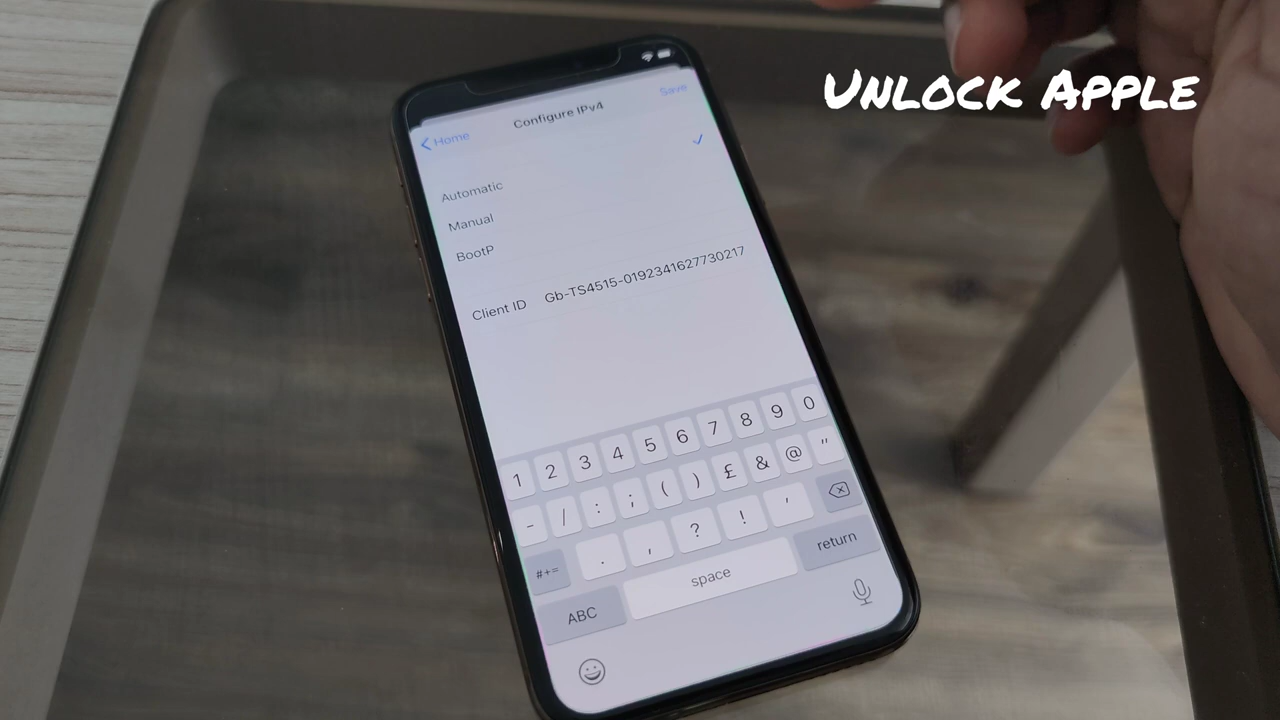 UNLOCK APPLE
Configure IPv4
Save
Home
Automatic
Manual
BootP
Client ID Gb-TS4515-0192341627730217
1 2 3 4 5 6 7 8 9 0
- / : ; ( ) £ & @ "
#+= . , ? ! '
ABC space return